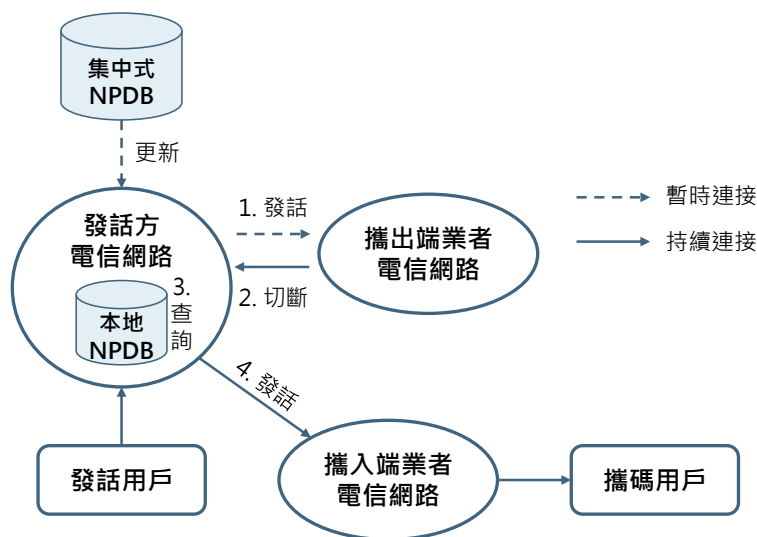 集中式
NPDB
更新
發話方
電信網路
1. 發話
攜出端業者
電信網路
2. 切斷
暫時連接
持續連接
3.
查
詢
本地
NPDB
4. 發話
發話用戶
攜入端業者
電信網路
攜碼用戶